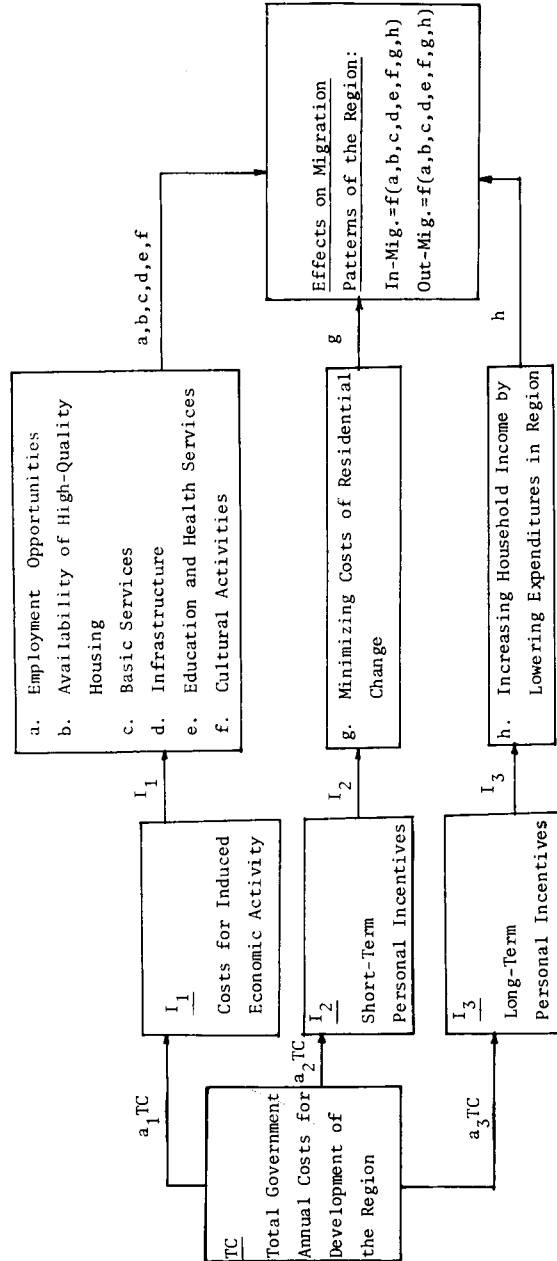 TC
Total Government
Annual Costs for
Development of
the Region
a₁TC
a₂TC
a₃TC
I₁
Costs for Induced
Economic Activity
I₂
Short-Term
Personal Incentives
I₃
Long-Term
Personal Incentives
I₁
I₂
I₃
a. Employment Opportunities
b. Availability of High-Quality
Housing
c. Basic Services
d. Infrastructure
e. Education and Health Services
f. Cultural Activities
g. Minimizing Costs of Residential
Change
h. Increasing Household Income by
Lowering Expenditures in Region
a,b,c,d,e,f
g
h
Effects on Migration
Patterns of the Region:
In-Mig.=f(a,b,c,d,e,f,g,h)
Out-Mig.=f(a,b,c,d,e,f,g,h)